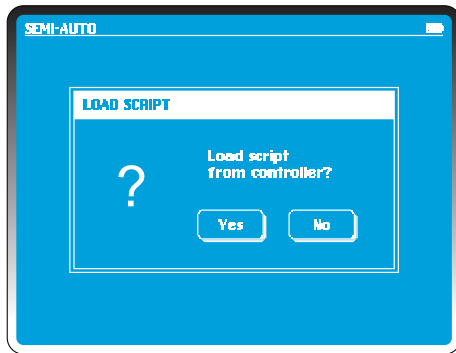 SEMI-AUTO
LOAD SCRIPT
?
Load script
from controller?
Yes No